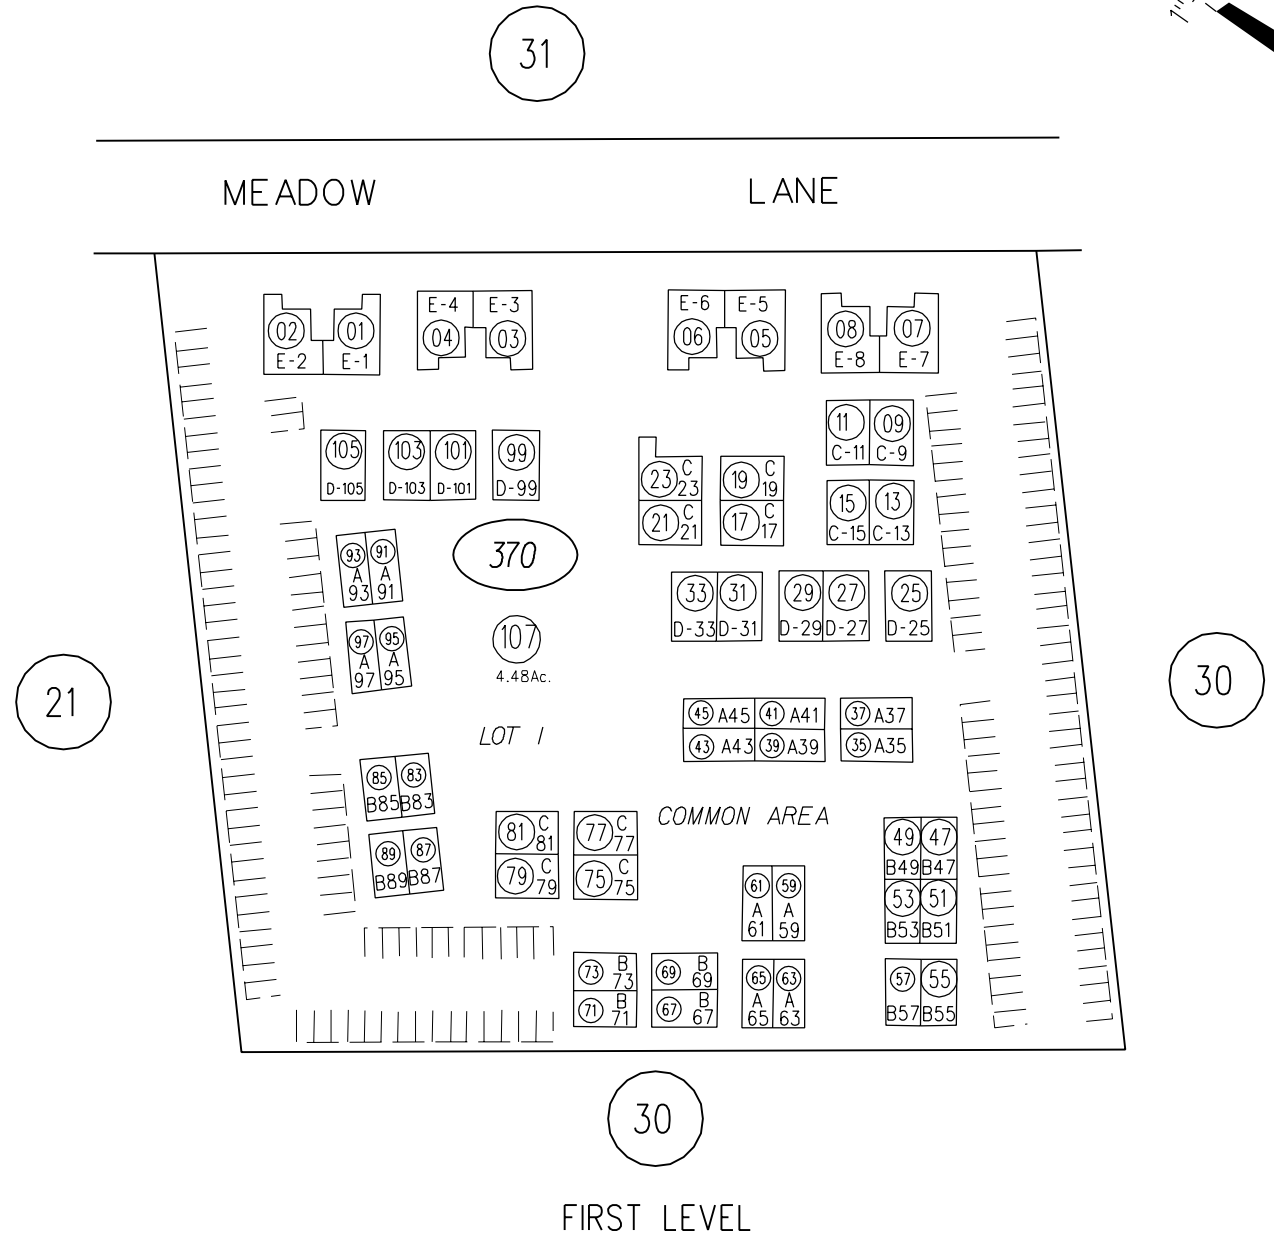 1"
31
MEADOW LANE
E-4 E-3 E-6 E-5
02 01 04 03 06 05 08 07
E-2 E-1 E-8 E-7
11 09
C-11 C-9
105 103 101 99
D-105 D-103 D-101 D-99
23 C 23 19 C 19
21 C 21 17 C 17
15 13
C-15 C-13
93 91
A A
93 91
370
33 31 29 27 25
D-33 D-31 D-29 D-27 D-25
97 95
A A
97 95
107
4.48Ac.
21
30
LOT 1
45 A45 41 A41 37 A37
43 A43 39 A39 35 A35
85 83
B85 B83
COMMON AREA
89 87
B89 B87
81 C 81 77 C 77
79 C 79 75 C 75
49 47
B49 B47
53 51
B53 B51
61 59
A A
61 59
73 B 73 69 B 69
71 B 71 67 B 67
65 63
A A
65 63
57 55
B57 B55
30
FIRST LEVEL